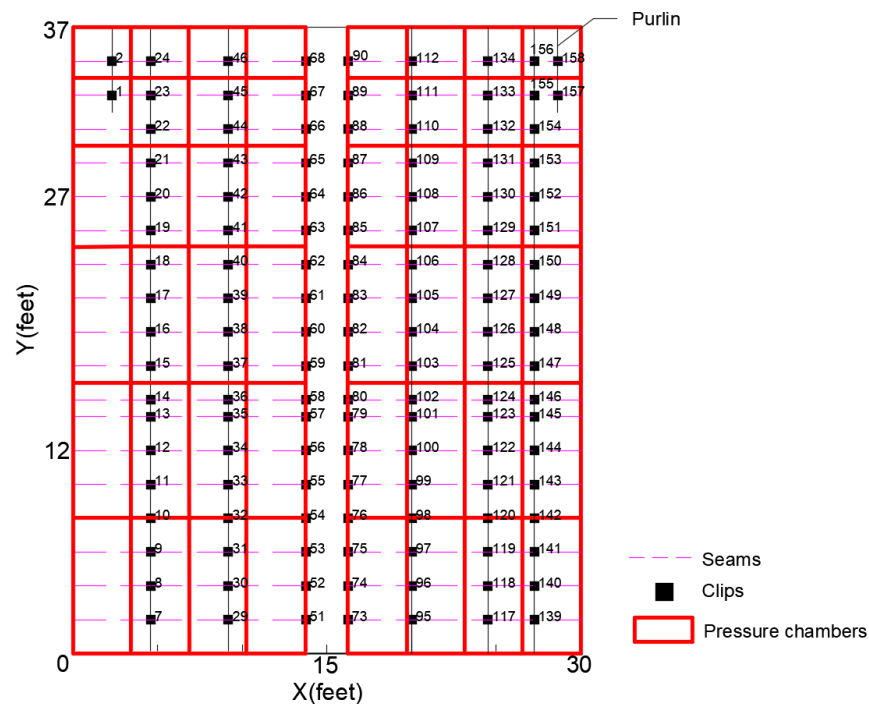 37
Purlin
2 24 46 68 90 112 134 156 158
1 23 45 67 89 111 133 155 157
22 44 66 88 110 132 154
21 43 65 87 109 131 153
27 20 42 64 86 108 130 152
19 41 63 85 107 129 151
18 40 62 84 106 128 150
17 39 61 83 105 127 149
16 38 60 82 104 126 148
15 37 59 81 103 125 147
Y(feet)
14 36 58 80 102 124 146
13 35 57 79 101 123 145
12 12 34 56 78 100 122 144
11 33 55 77 99 121 143
10 32 54 76 98 120 142
9 31 53 75 97 119 141
8 30 52 74 96 118 140
7 29 51 73 95 117 139
Seams
Clips
Pressure chambers
0 15 30
X(feet)